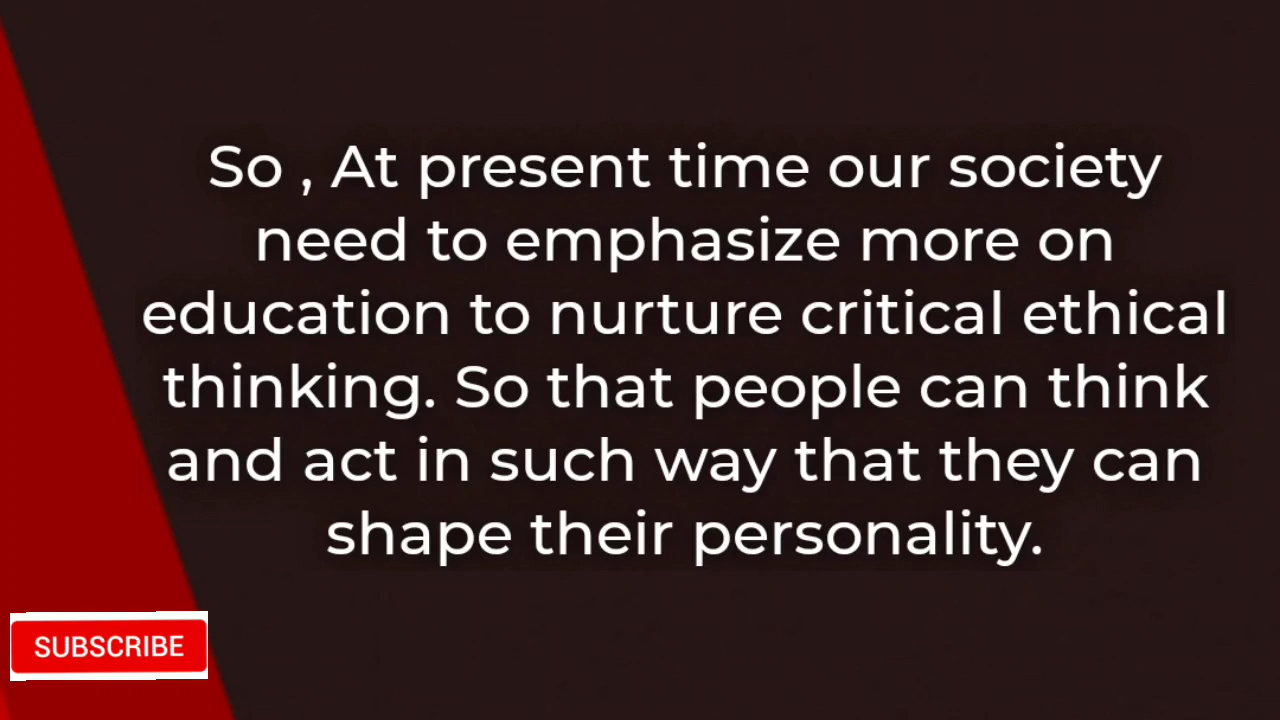 So , At present time our society
need to emphasize more on
education to nurture critical ethical
thinking. So that people can think
and act in such way that they can
shape their personality.
SUBSCRIBE